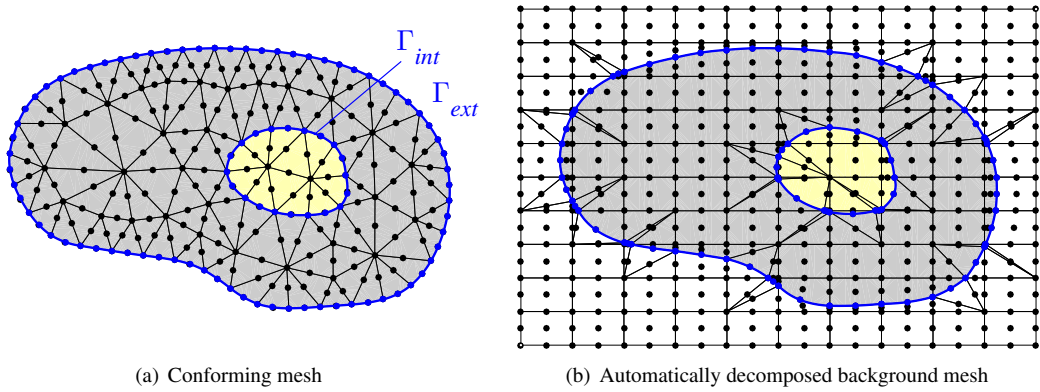 Γint
Γext
(a) Conforming mesh
(b) Automatically decomposed background mesh